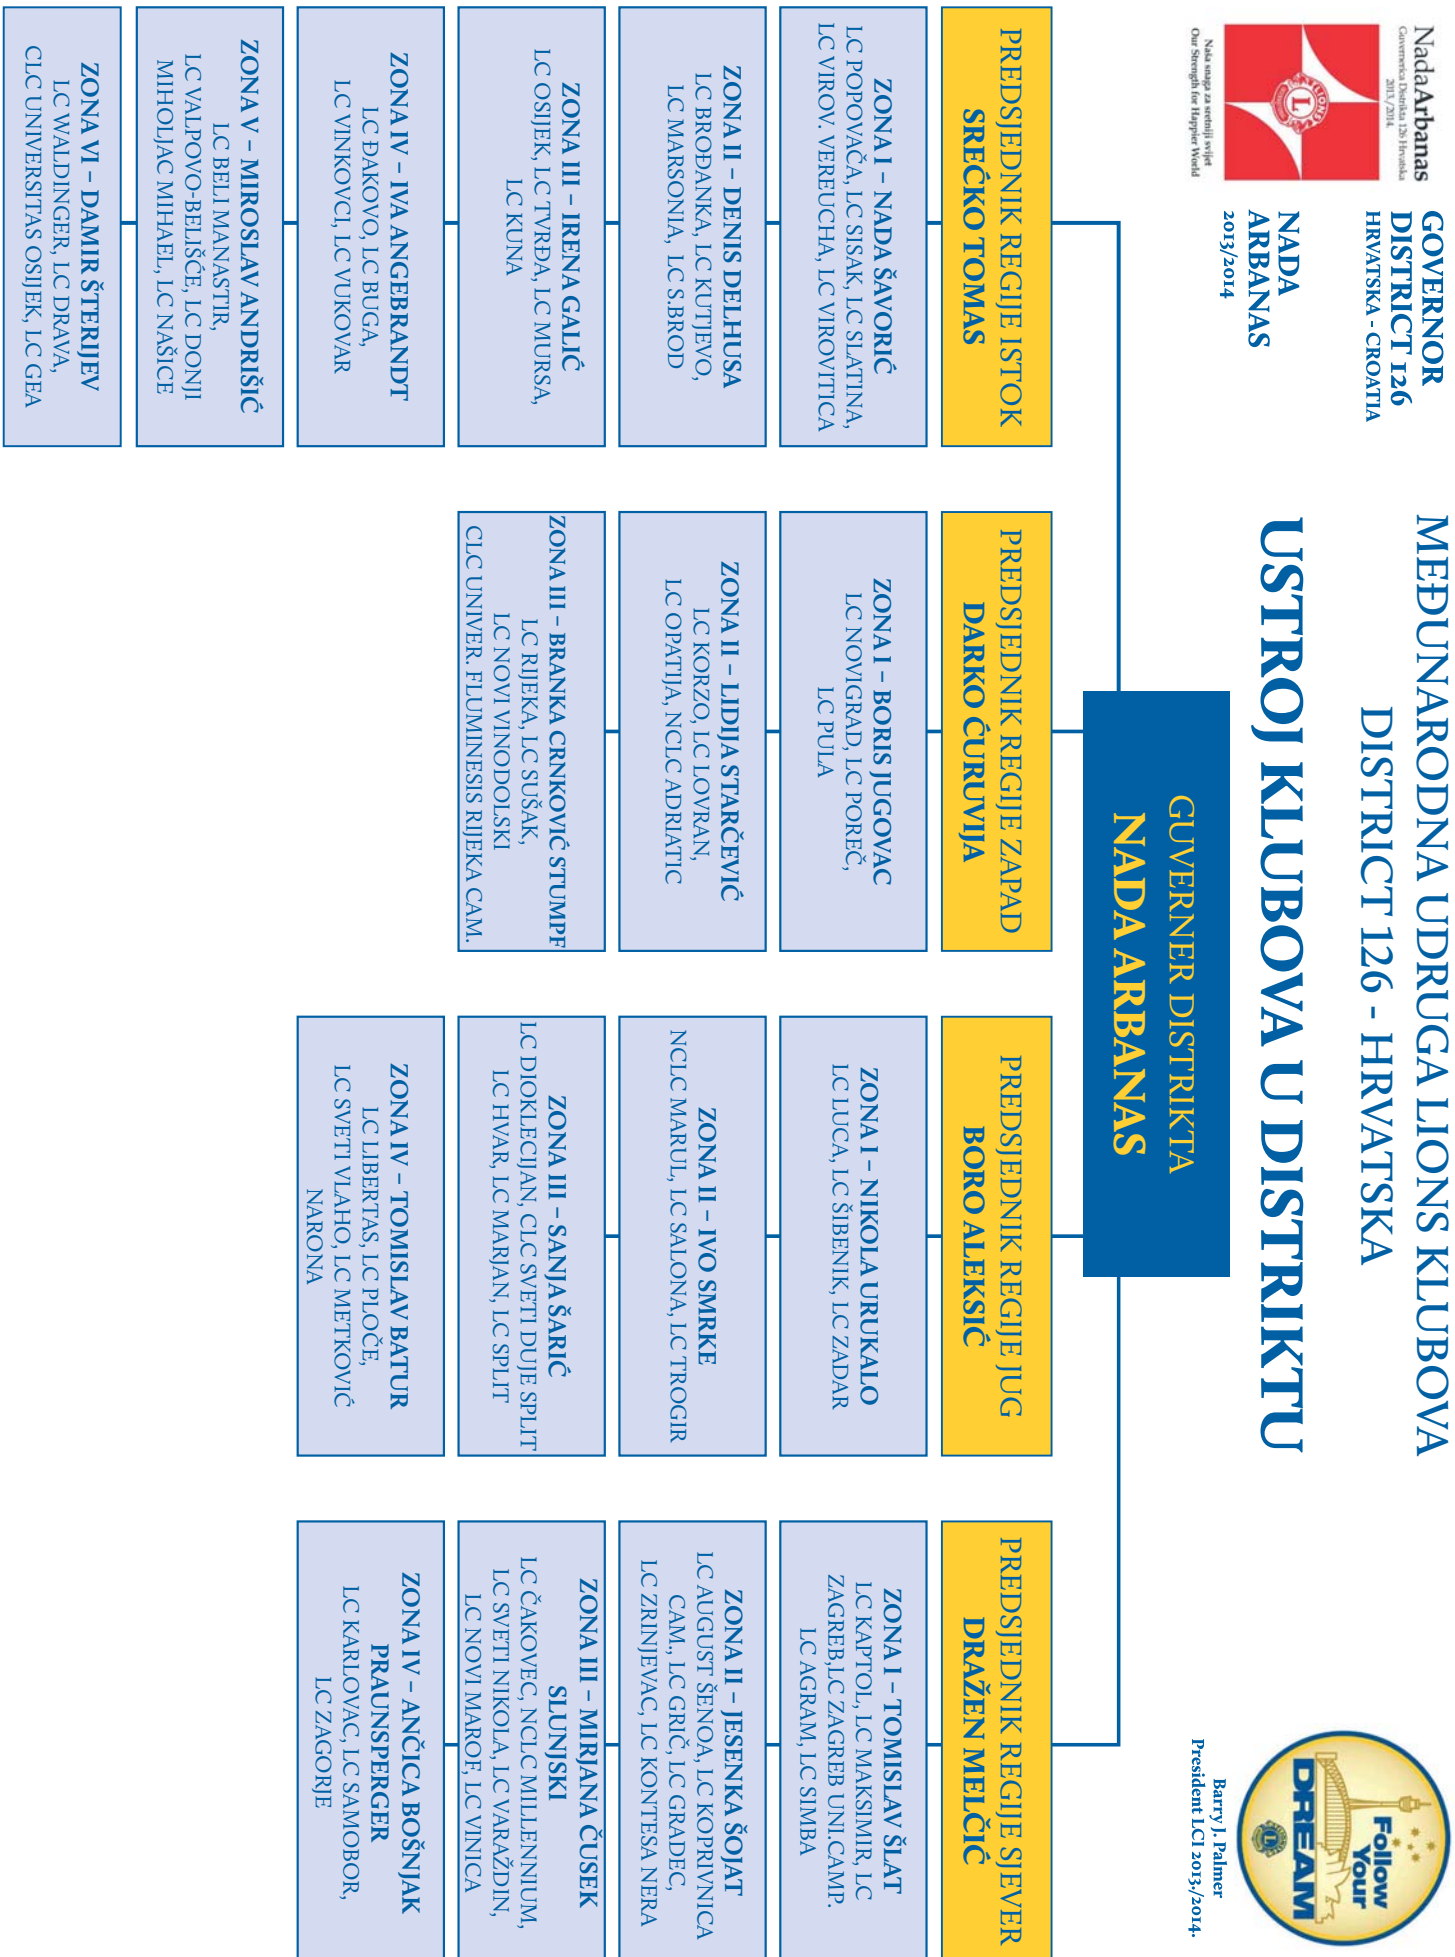 NadaArbanas
Guvernerica Distrikta 126 Hrvatska
2013./2014.
LIONS
L
Naša snaga za sretniji svijet
Our Strength for Happier World
GOVERNOR
DISTRICT 126
HRVATSKA - CROATIA
NADA
ARBANAS
2013/2014
MEĐUNARODNA UDRUGA LIONS KLUBOVA
DISTRICT 126 - HRVATSKA
USTROJ KLUBOVA U DISTRIKTU
Follow
Your
DREAM
L
Barry J. Palmer
President LCI 2013./2014.
GUVERNER DISTRIKTA
NADA ARBANAS
PREDSJEDNIK REGIJE ISTOK
SREĆKO TOMAS
ZONA I – NADA ŠAVORIĆ
LC POPOVAČA, LC SISAK, LC SLATINA,
LC VIROV. VEREUCHA, LC VIROVITICA
ZONA II – DENIS DELHUSA
LC BROĐANKA, LC KUTJEVO,
LC MARSONIA, LC S.BROD
ZONA III – IRENA GALIĆ
LC OSIJEK, LC TVRĐA, LC MURSA,
LC KUNA
ZONA IV – IVA ANGEBRANDT
LC ĐAKOVO, LC BUGA,
LC VINKOVCI, LC VUKOVAR
ZONA V – MIROSLAV ANDRIŠIĆ
LC BELI MANASTIR,
LC VALPOVO-BELIŠĆE, LC DONJI
MIHOLJAC MIHAEL, LC NAŠICE
ZONA VI – DAMIR ŠTERIJEV
LC WALDINGER, LC DRAVA,
CLC UNIVERSITAS OSIJEK, LC GEA
PREDSJEDNIK REGIJE ZAPAD
DARKO ĆURUVIJA
ZONA I – BORIS JUGOVAC
LC NOVIGRAD, LC POREČ,
LC PULA
ZONA II – LIDIJA STARČEVIĆ
LC KORZO, LC LOVRAN,
LC OPATIJA, NCLC ADRIATIC
ZONA III – BRANKA CRNKOVIĆ STUMPF
LC RIJEKA, LC SUŠAK,
LC NOVI VINODOLSKI
CLC UNIVER. FLUMINESIS RIJEKA CAM.
PREDSJEDNIK REGIJE JUG
BORO ALEKSIĆ
ZONA I – NIKOLA URUKALO
LC LUCA, LC ŠIBENIK, LC ZADAR
ZONA II – IVO SMRKE
NCLC MARUL, LC SALONA, LC TROGIR
ZONA III – SANJA ŠARIĆ
LC DIOKLECIJAN, CLC SVETI DUJE SPLIT
LC HVAR, LC MARJAN, LC SPLIT
ZONA IV – TOMISLAV BATUR
LC LIBERTAS, LC PLOČE,
LC SVETI VLAHO, LC METKOVIĆ
NARONA
PREDSJEDNIK REGIJE SJEVER
DRAŽEN MELČIĆ
ZONA I – TOMISLAV ŠLAT
LC KAPTOL, LC MAKSIMIR, LC
ZAGREB,LC ZAGREB UNI.CAMP.
LC AGRAM, LC SIMBA
ZONA II – JESENKA ŠOJAT
LC AUGUST ŠENOA, LC KOPRIVNICA
CAM., LC GRIČ, LC GRADEC,
LC ZRINJEVAC, LC KONTESA NERA
ZONA III – MIRJANA ČUSEK
SLUNJSKI
LC ČAKOVEC, NCLC MILLENNIUM,
LC SVETI NIKOLA, LC VARAŽDIN,
LC NOVI MAROF, LC VINICA
ZONA IV – ANČICA BOŠNJAK
PRAUNSPERGER
LC KARLOVAC, LC SAMOBOR,
LC ZAGORJE